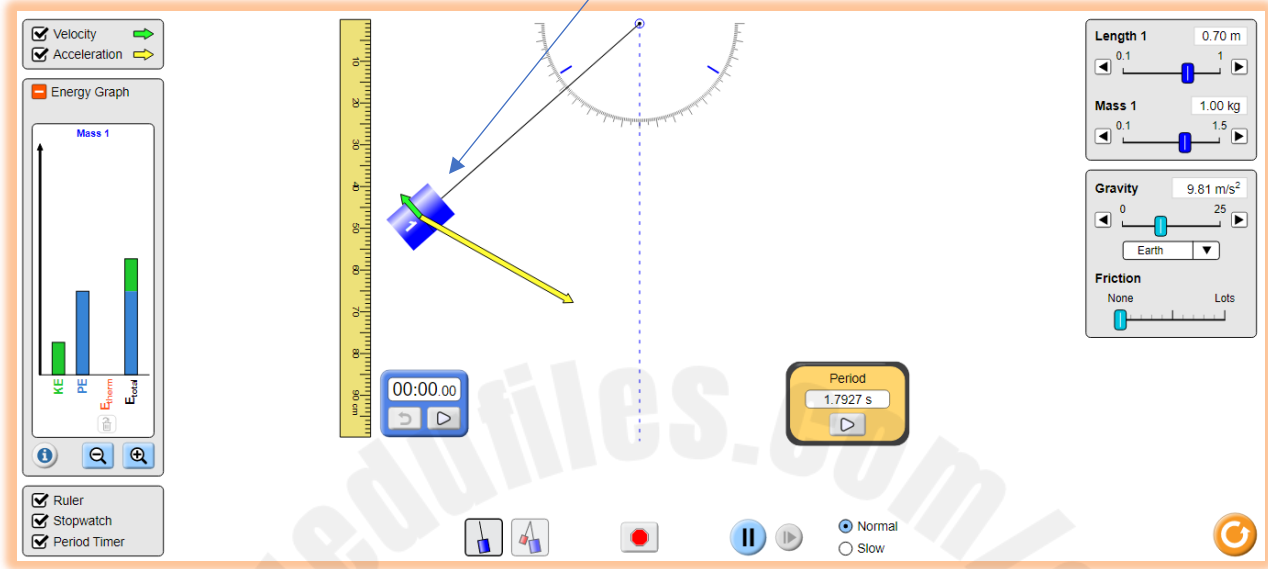 Velocity
Acceleration
Energy Graph
Mass 1
KE
PE
Etherm
Etotal
Ruler
Stopwatch
Period Timer
10
20
30
40
50
60
70
80
90 cm
1
00:00.00
Period
1.7927 s
Normal
Slow
Length 1 0.70 m
0.1 1
Mass 1 1.00 kg
0.1 1.5
Gravity 9.81 m/s²
0 25
Earth
Friction
None Lots
edufiles.com/